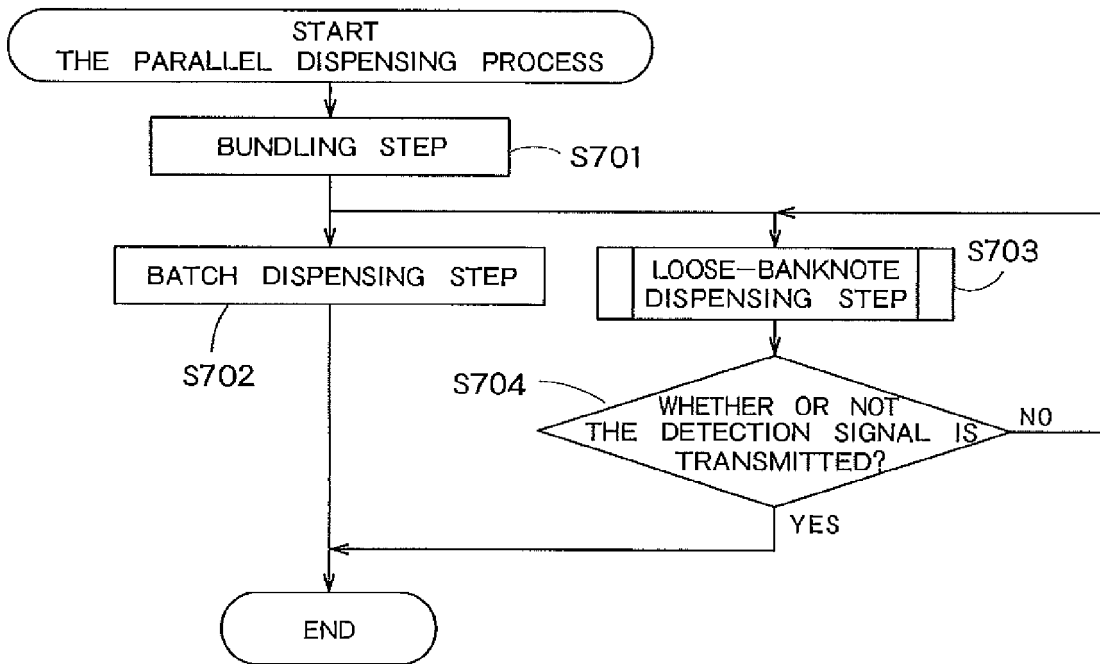 START
THE PARALLEL DISPENSING PROCESS
BUNDLING STEP
S701
BATCH DISPENSING STEP
S702
LOOSE-BANKNOTE
DISPENSING STEP
S703
S704
WHETHER OR NOT
THE DETECTION SIGNAL IS
TRANSMITTED?
NO
YES
END